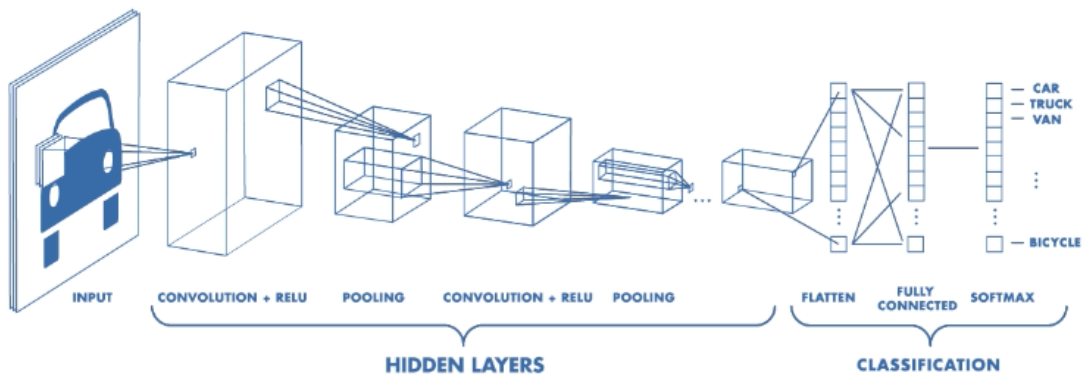 CAR
TRUCK
VAN
BICYCLE
INPUT
CONVOLUTION + RELU
POOLING
CONVOLUTION + RELU
POOLING
...
FLATTEN
FULLY
CONNECTED
SOFTMAX
HIDDEN LAYERS
CLASSIFICATION